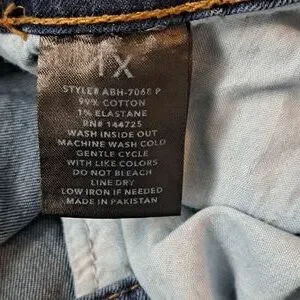 1X
STYLE# ABH-7068 P
99% COTTON
1% ELASTANE
RN# 144725
WASH INSIDE OUT
MACHINE WASH COLD
GENTLE CYCLE
WITH LIKE COLORS
DO NOT BLEACH
LINE DRY
LOW IRON IF NEEDED
MADE IN PAKISTAN